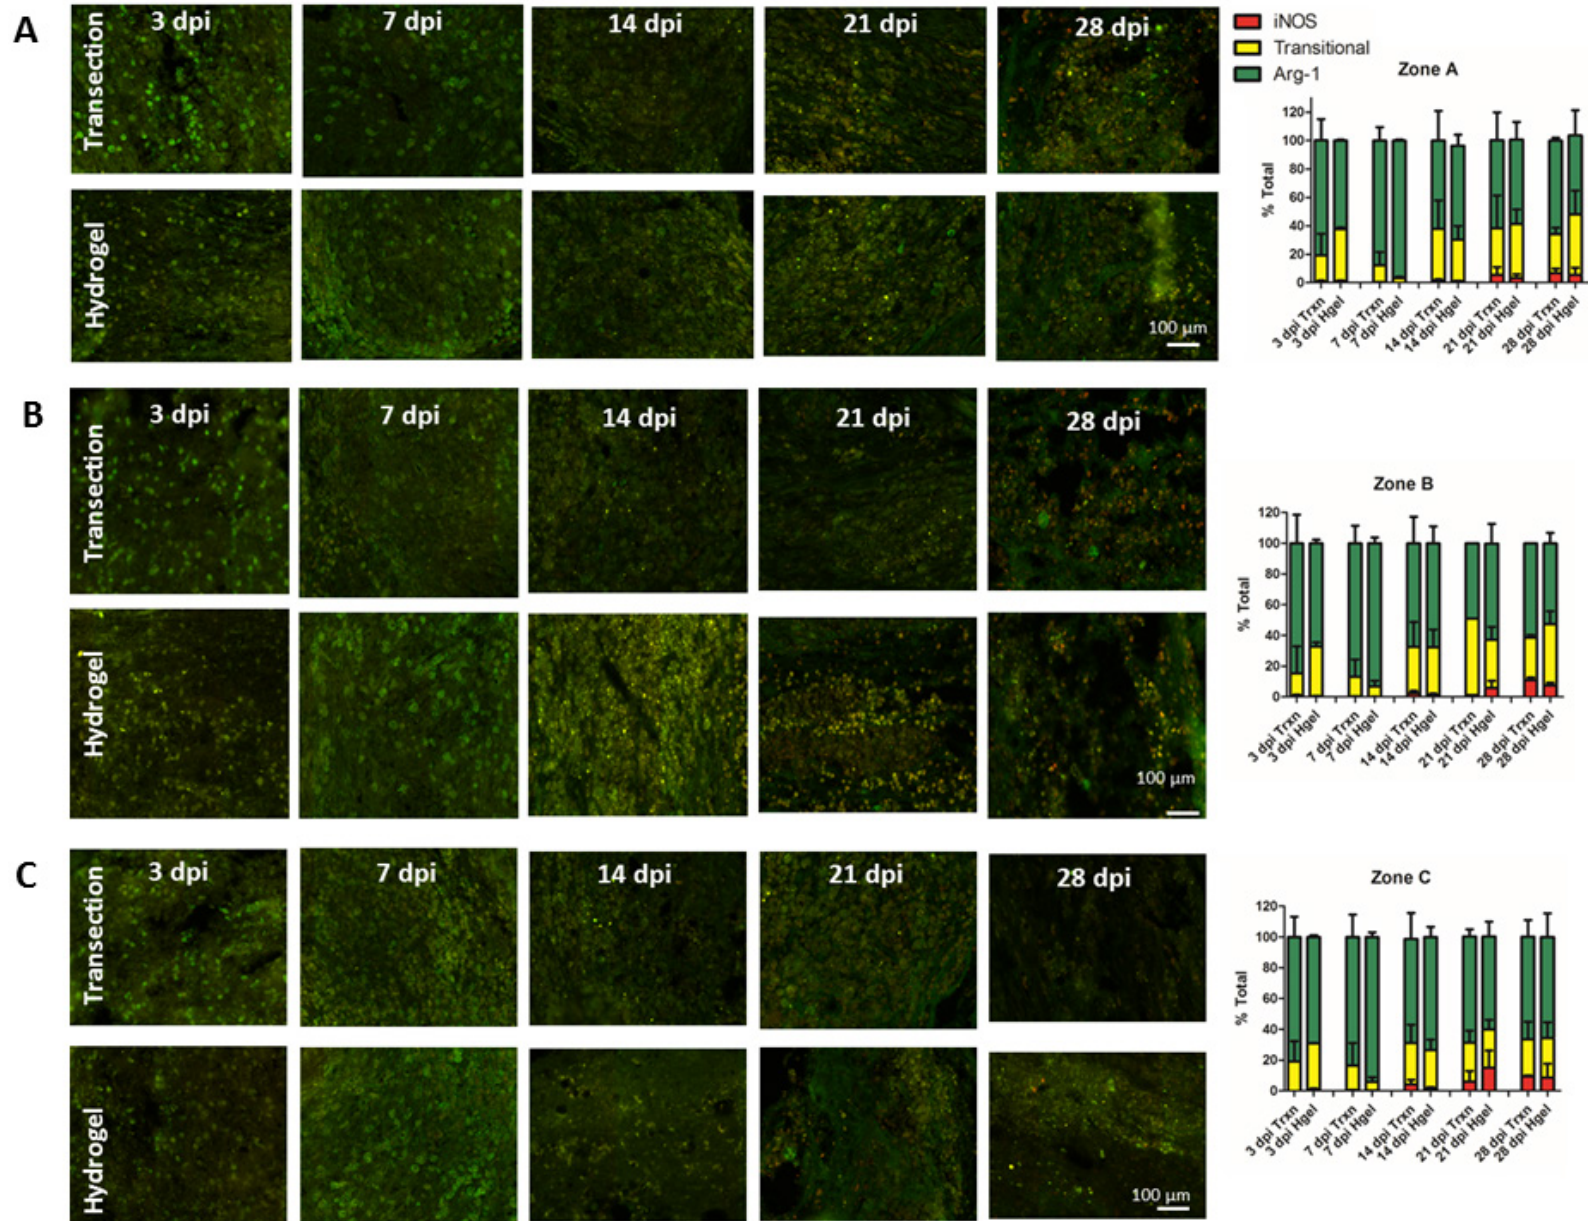 A
Transection
3 dpi
7 dpi
14 dpi
21 dpi
28 dpi
Hydrogel
100 µm
iNOS
Transitional
Arg-1
Zone A
% Total
120
100
80
60
40
20
0
3 dpi Trxn
3 dpi Hgel
7 dpi Trxn
7 dpi Hgel
14 dpi Trxn
14 dpi Hgel
21 dpi Trxn
21 dpi Hgel
28 dpi Trxn
28 dpi Hgel
B
Transection
3 dpi
7 dpi
14 dpi
21 dpi
28 dpi
Hydrogel
100 µm
Zone B
% Total
120
100
80
60
40
20
0
3 dpi Trxn
3 dpi Hgel
7 dpi Trxn
7 dpi Hgel
14 dpi Trxn
14 dpi Hgel
21 dpi Trxn
21 dpi Hgel
28 dpi Trxn
28 dpi Hgel
C
Transection
3 dpi
7 dpi
14 dpi
21 dpi
28 dpi
Hydrogel
100 µm
Zone C
% Total
120
100
80
60
40
20
0
3 dpi Trxn
3 dpi Hgel
7 dpi Trxn
7 dpi Hgel
14 dpi Trxn
14 dpi Hgel
21 dpi Trxn
21 dpi Hgel
28 dpi Trxn
28 dpi Hgel